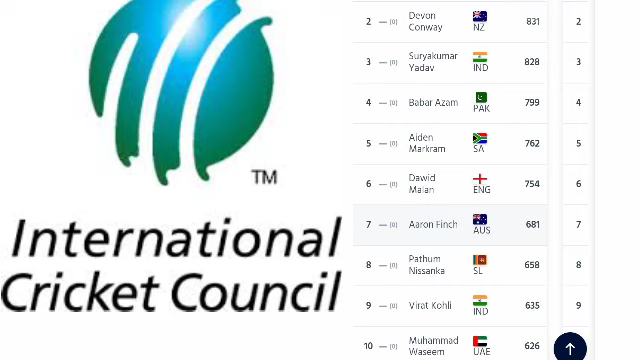 TM
International
Cricket Council
2 — (0) Devon Conway NZ 831
3 — (0) Suryakumar Yadav IND 828
4 — (0) Babar Azam PAK 799
5 — (0) Aiden Markram SA 762
6 — (0) Dawid Malan ENG 754
7 — (0) Aaron Finch AUS 681
8 — (0) Pathum Nissanka SL 658
9 — (0) Virat Kohli IND 635
10 — (0) Muhammad Waseem UAE 626
2
3
4
5
6
7
8
9